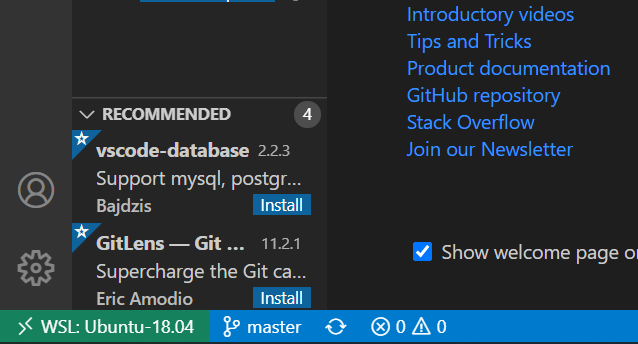 RECOMMENDED 4
vscode-database 2.2.3
Support mysql, postgr...
Bajdzis Install
GitLens — Git ... 11.2.1
Supercharge the Git ca...
Eric Amodio Install
Introductory videos
Tips and Tricks
Product documentation
GitHub repository
Stack Overflow
Join our Newsletter
Show welcome page on
WSL: Ubuntu-18.04 master 0 0